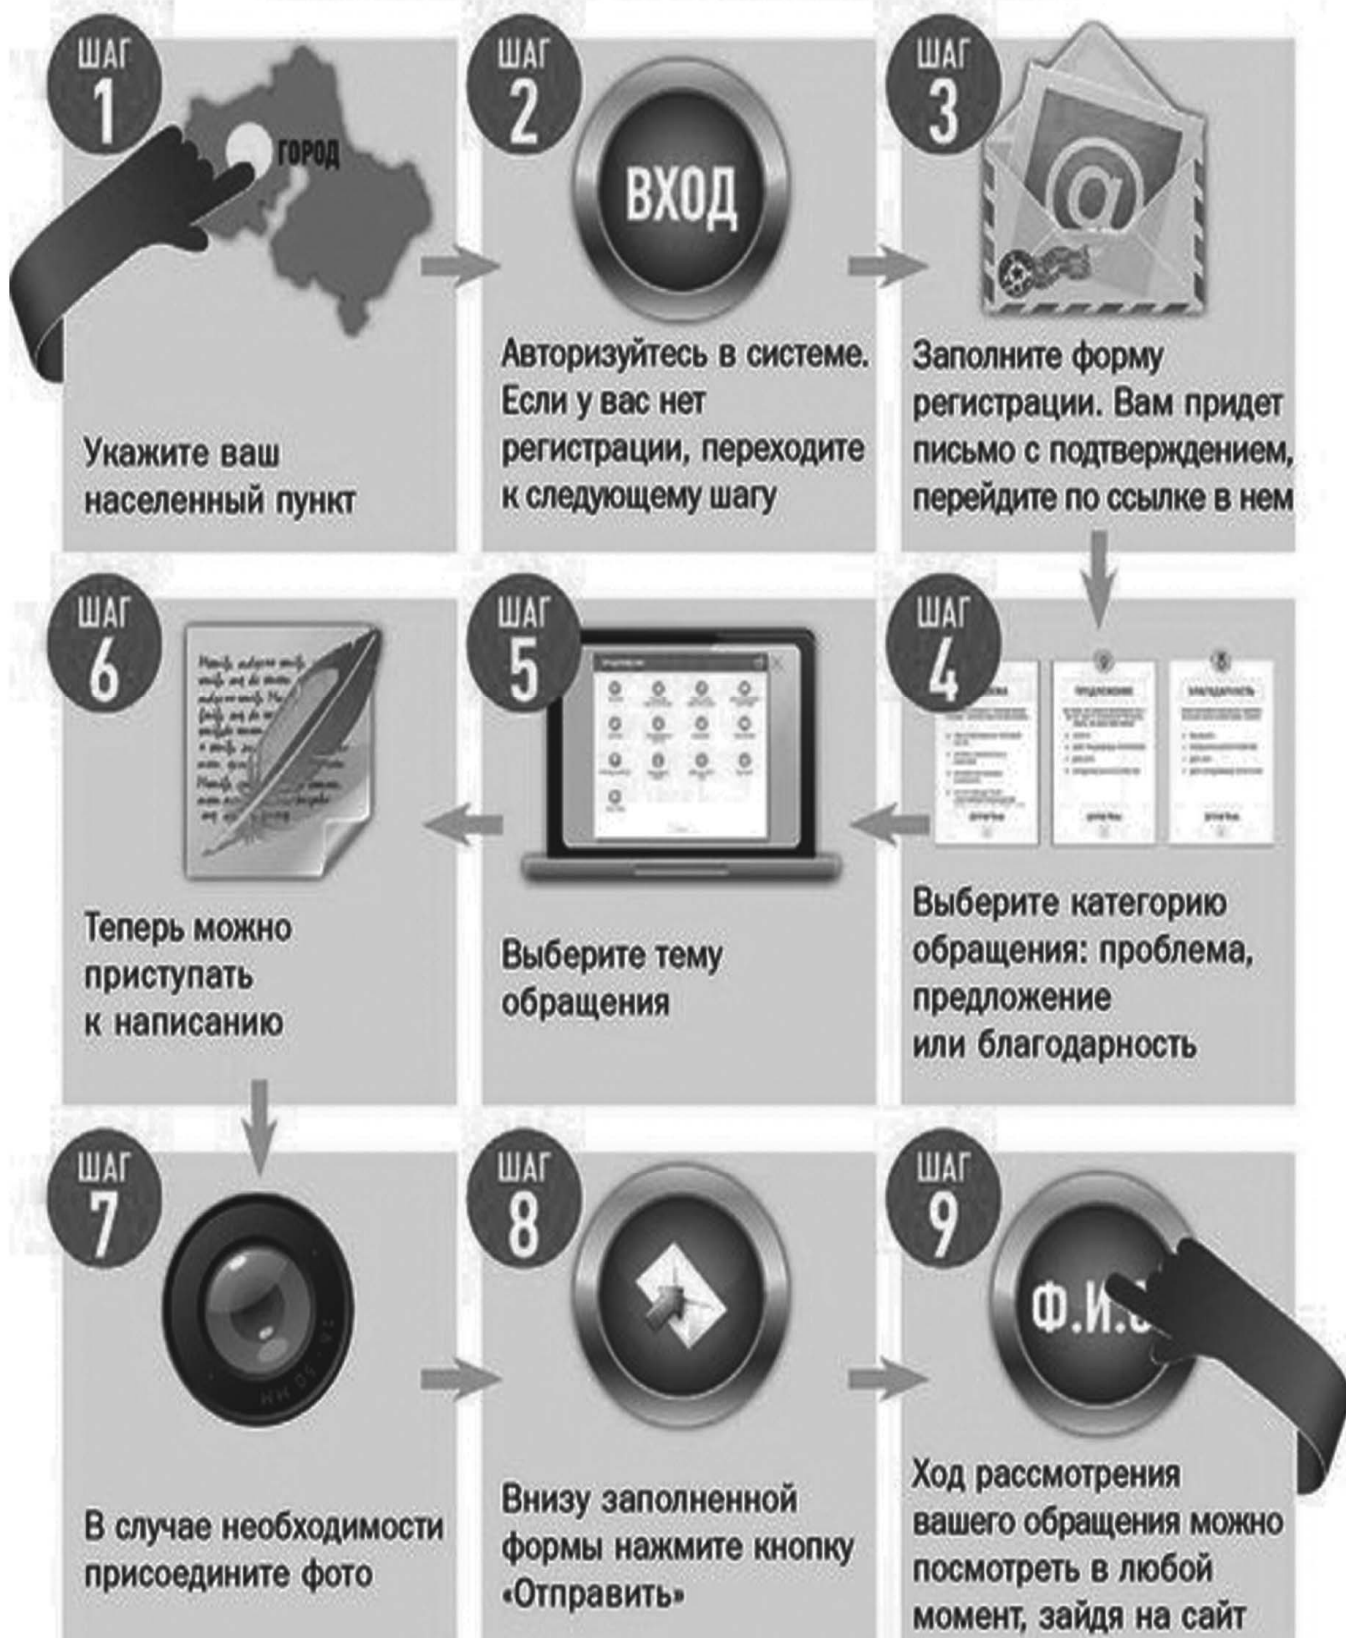 ШАГ
1
ГОРОД
Укажите ваш
населенный пункт
ШАГ
2
ВХОД
Авторизуйтесь в системе.
Если у вас нет
регистрации, переходите
к следующему шагу
ШАГ
3
@
Заполните форму
регистрации. Вам придет
письмо с подтверждением,
перейдите по ссылке в нем
ШАГ
4
ПРЕДЛОЖЕНИЕ
БЛАГОДАРНОСТЬ
Выберите категорию
обращения: проблема,
предложение
или благодарность
ШАГ
5
Выберите тему
обращения
ШАГ
6
Теперь можно
приступать
к написанию
ШАГ
7
В случае необходимости
присоедините фото
ШАГ
8
Внизу заполненной
формы нажмите кнопку
«Отправить»
ШАГ
9
Ф.И.О
Ход рассмотрения
вашего обращения можно
посмотреть в любой
момент, зайдя на сайт